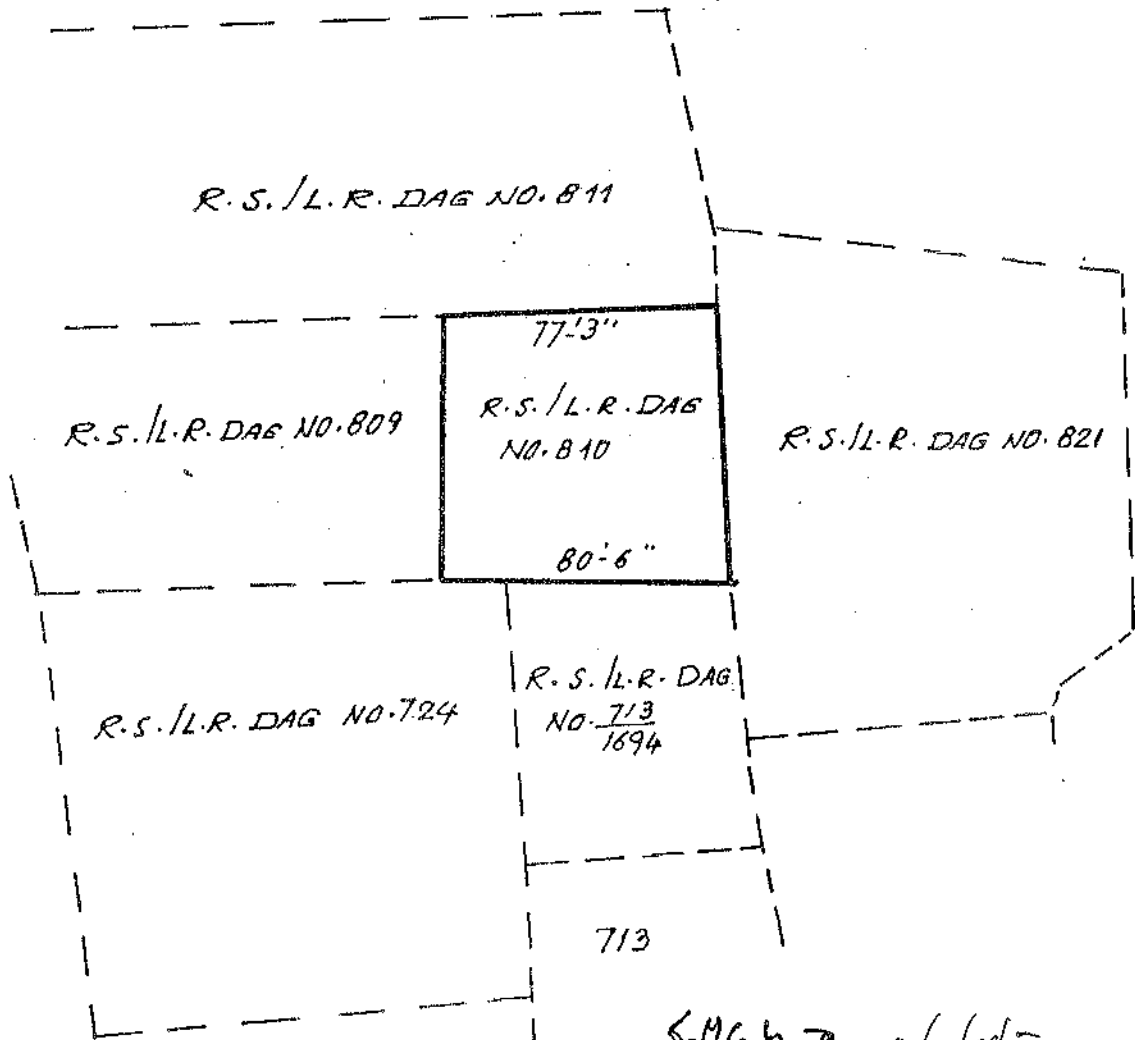 R.S./L.R. DAG NO. 811
77'-3"
R.S./L.R. DAG NO. 809
R.S./L.R. DAG
NO. 810
R.S./L.R. DAG NO. 821
80'-6"
R.S./L.R. DAG NO. 724
R.S./L.R. DAG
NO. 713/1694
713